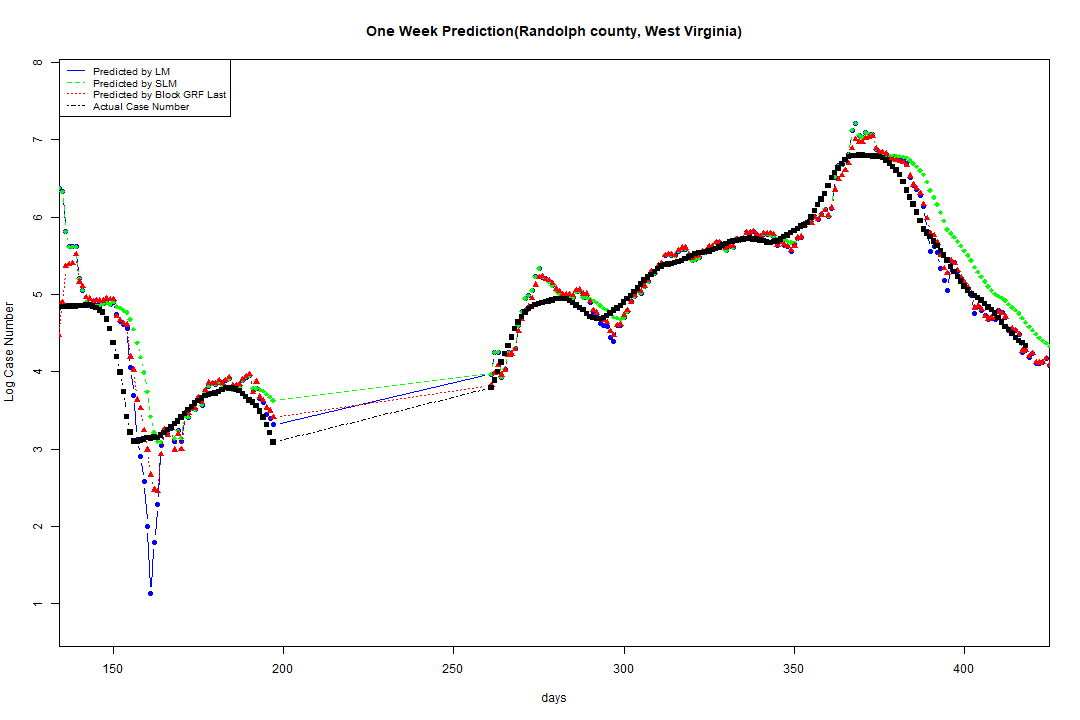 One Week Prediction(Randolph county, West Virginia)
Predicted by LM
Predicted by SLM
Predicted by Block GRF Last
Actual Case Number
8
7
6
5
4
3
2
1
Log Case Number
150 200 250 300 350 400
days